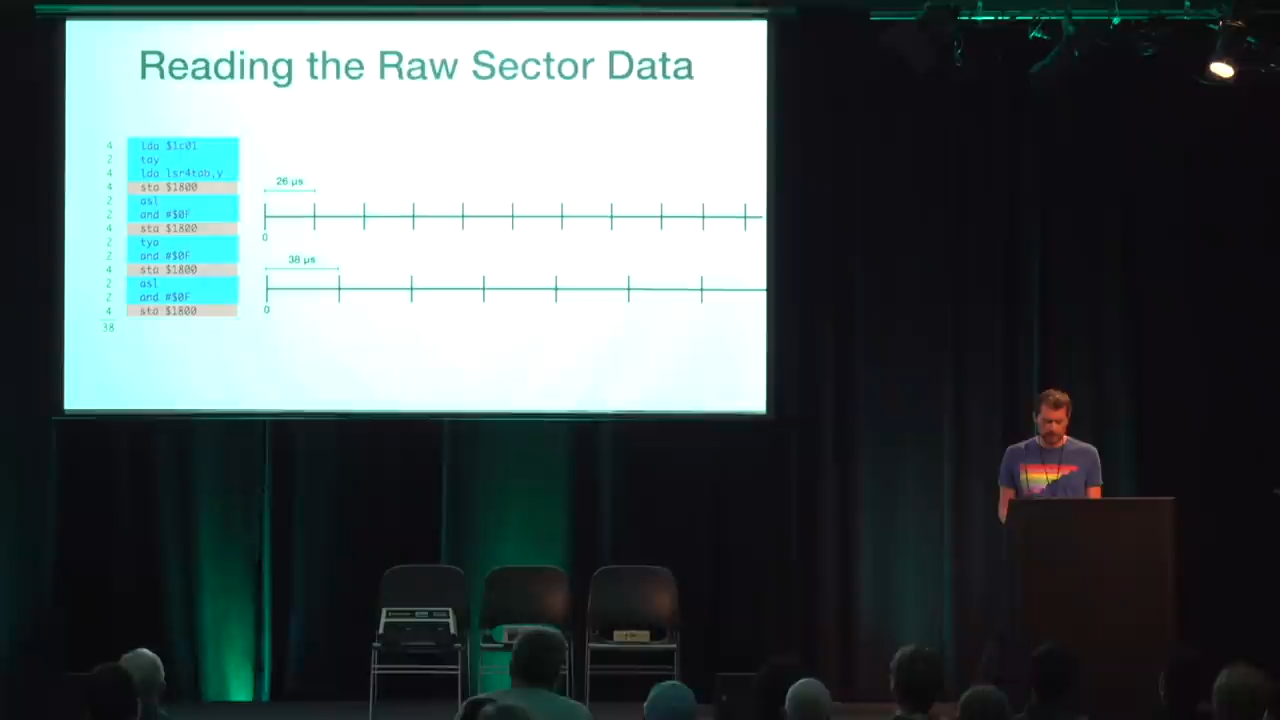 Reading the Raw Sector Data
4 lda $1c01
2 tay
4 lda lsr4tab,y
4 sta $1800
2 asl
2 and #$0F
4 sta $1800
2 tya
2 and #$0F
4 sta $1800
2 asl
2 and #$0F
4 sta $1800
38
26 µs
0
38 µs
0